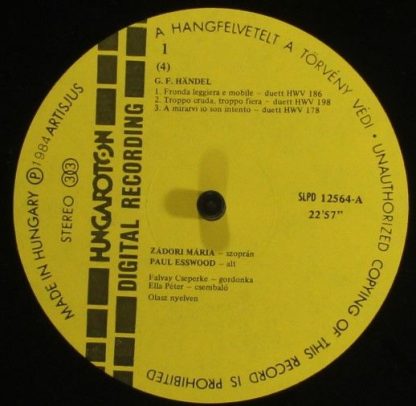 A HANGFELVETELT A TÖRVÉNY VÉDI • UNAUTHORIZED COPYING OF THIS RECORD IS PROHIBITED
MADE IN HUNGARY Ⓟ 1984 ARTISJUS
STEREO 33
HUNGAROTON
DIGITAL RECORDING
1
(4)
G. F. HÄNDEL
1. Fronda leggiera e mobile – duett HWV 186
2. Troppo cruda, troppo fiera – duett HWV 198
3. A mirarvi io son intento – duett HWV 178
SLPD 12564-A
22'57"
ZÁDORI MÁRIA – szoprán
PAUL ESSWOOD – alt
Falvay Cseperke – gordonka
Ella Péter – csembaló
Olasz nyelven